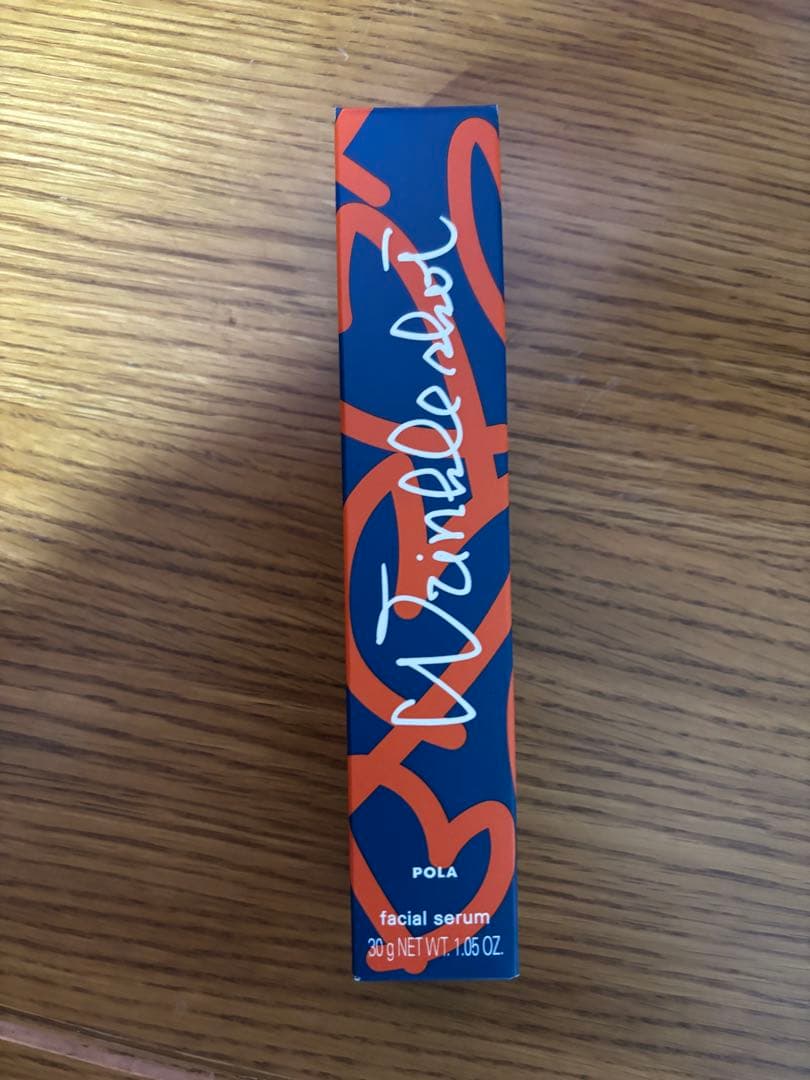 Wrinkle shot
POLA
facial serum
30 g NET WT. 1.05 OZ.